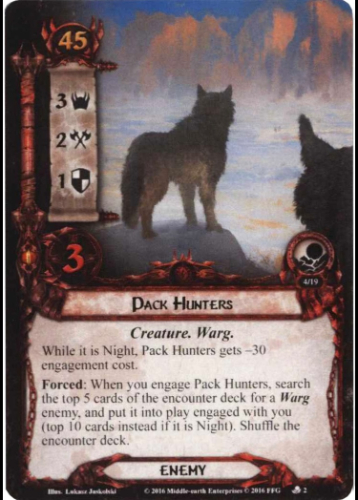 45
3
2
1
3
4/19
PACK HUNTERS
Creature. Warg.
While it is Night, Pack Hunters gets –30
engagement cost.
Forced: When you engage Pack Hunters, search
the top 5 cards of the encounter deck for a Warg
enemy, and put it into play engaged with you
(top 10 cards instead if it is Night). Shuffle the
encounter deck.
ENEMY
Illus. Lukasz Jaskolski © 2016 Middle-earth Enterprises © 2016 FFG 2